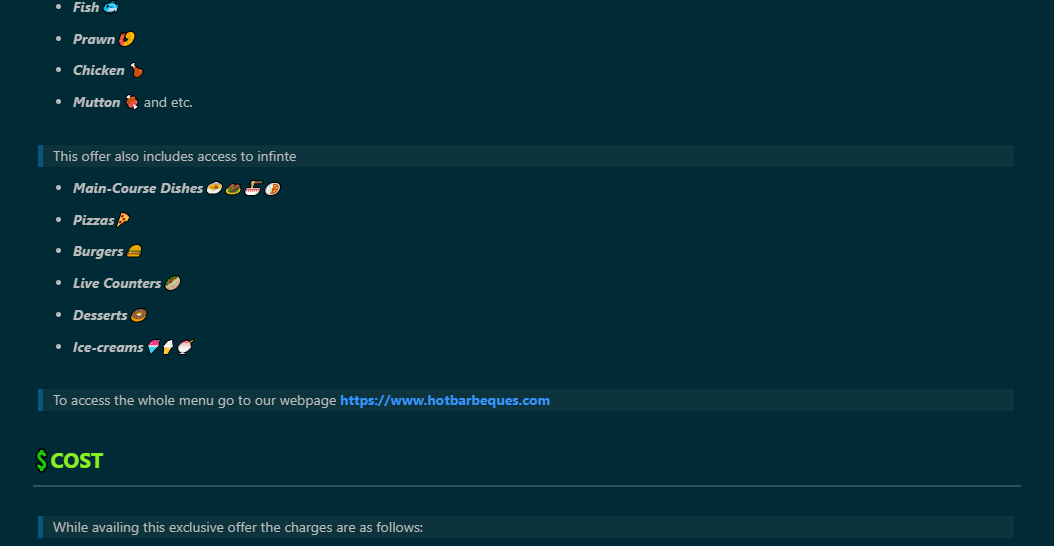 Fish 🐟
Prawn 🍤
Chicken 🍗
Mutton 🍖 and etc.
This offer also includes access to infinte
Main-Course Dishes 🍛🥘🍜🍱
Pizzas🍕
Burgers 🍔
Live Counters 🥙
Desserts 🍩
Ice-creams 🍧🍦🍨
To access the whole menu go to our webpage https://www.hotbarbeques.com
$ COST
While availing this exclusive offer the charges are as follows: